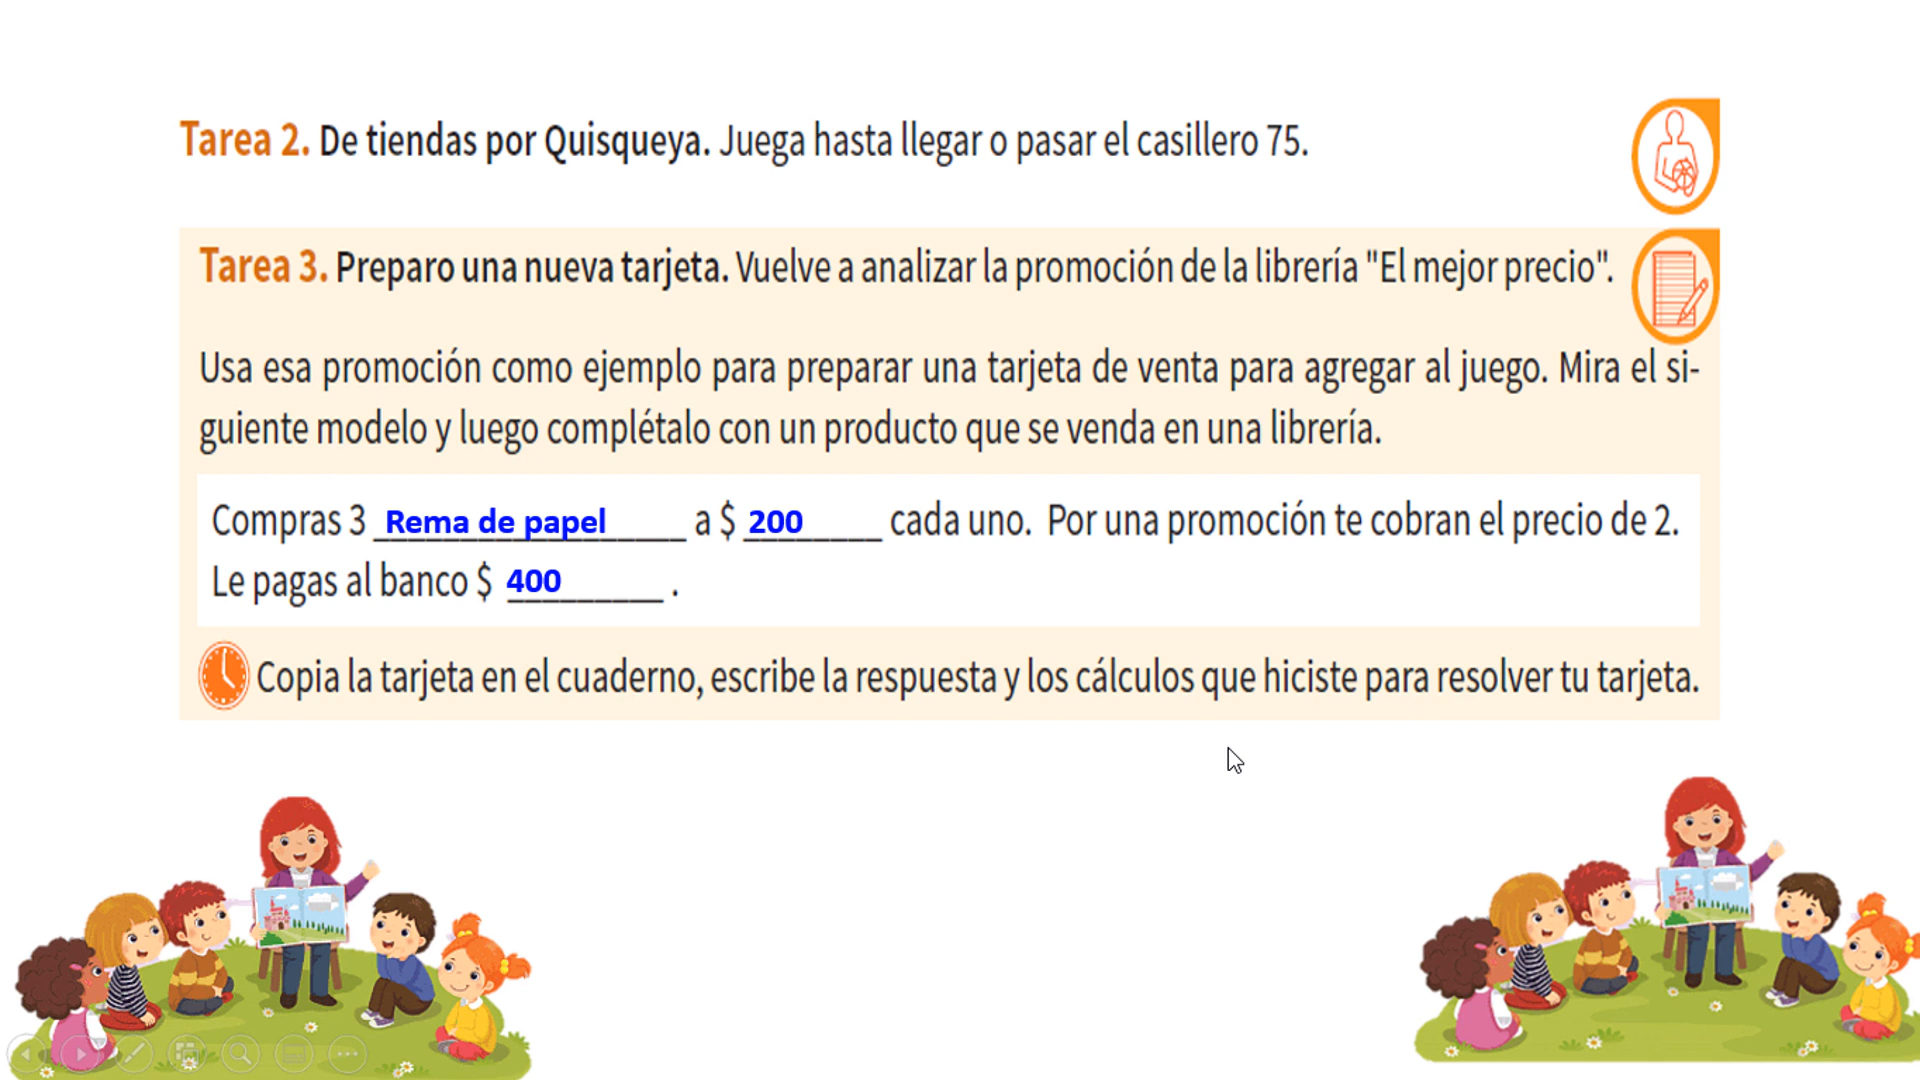 Tarea 2. De tiendas por Quisqueya. Juega hasta llegar o pasar el casillero 75.
Tarea 3. Preparo una nueva tarjeta. Vuelve a analizar la promoción de la librería "El mejor precio".
Usa esa promoción como ejemplo para preparar una tarjeta de venta para agregar al juego. Mira el si-
guiente modelo y luego complétalo con un producto que se venda en una librería.
Compras 3 Rema de papel a $ 200 cada uno. Por una promoción te cobran el precio de 2.
Le pagas al banco $ 400 .
Copia la tarjeta en el cuaderno, escribe la respuesta y los cálculos que hiciste para resolver tu tarjeta.